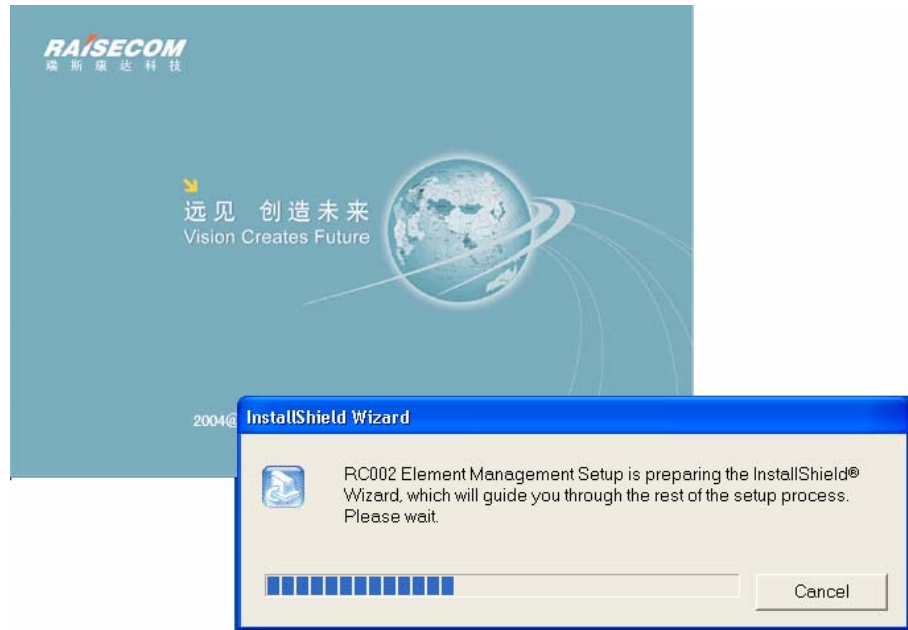 RAISECOM
瑞斯康达科技
远见 创造未来
Vision Creates Future
2004@
InstallShield Wizard
RC002 Element Management Setup is preparing the InstallShield®
Wizard, which will guide you through the rest of the setup process.
Please wait.
Cancel